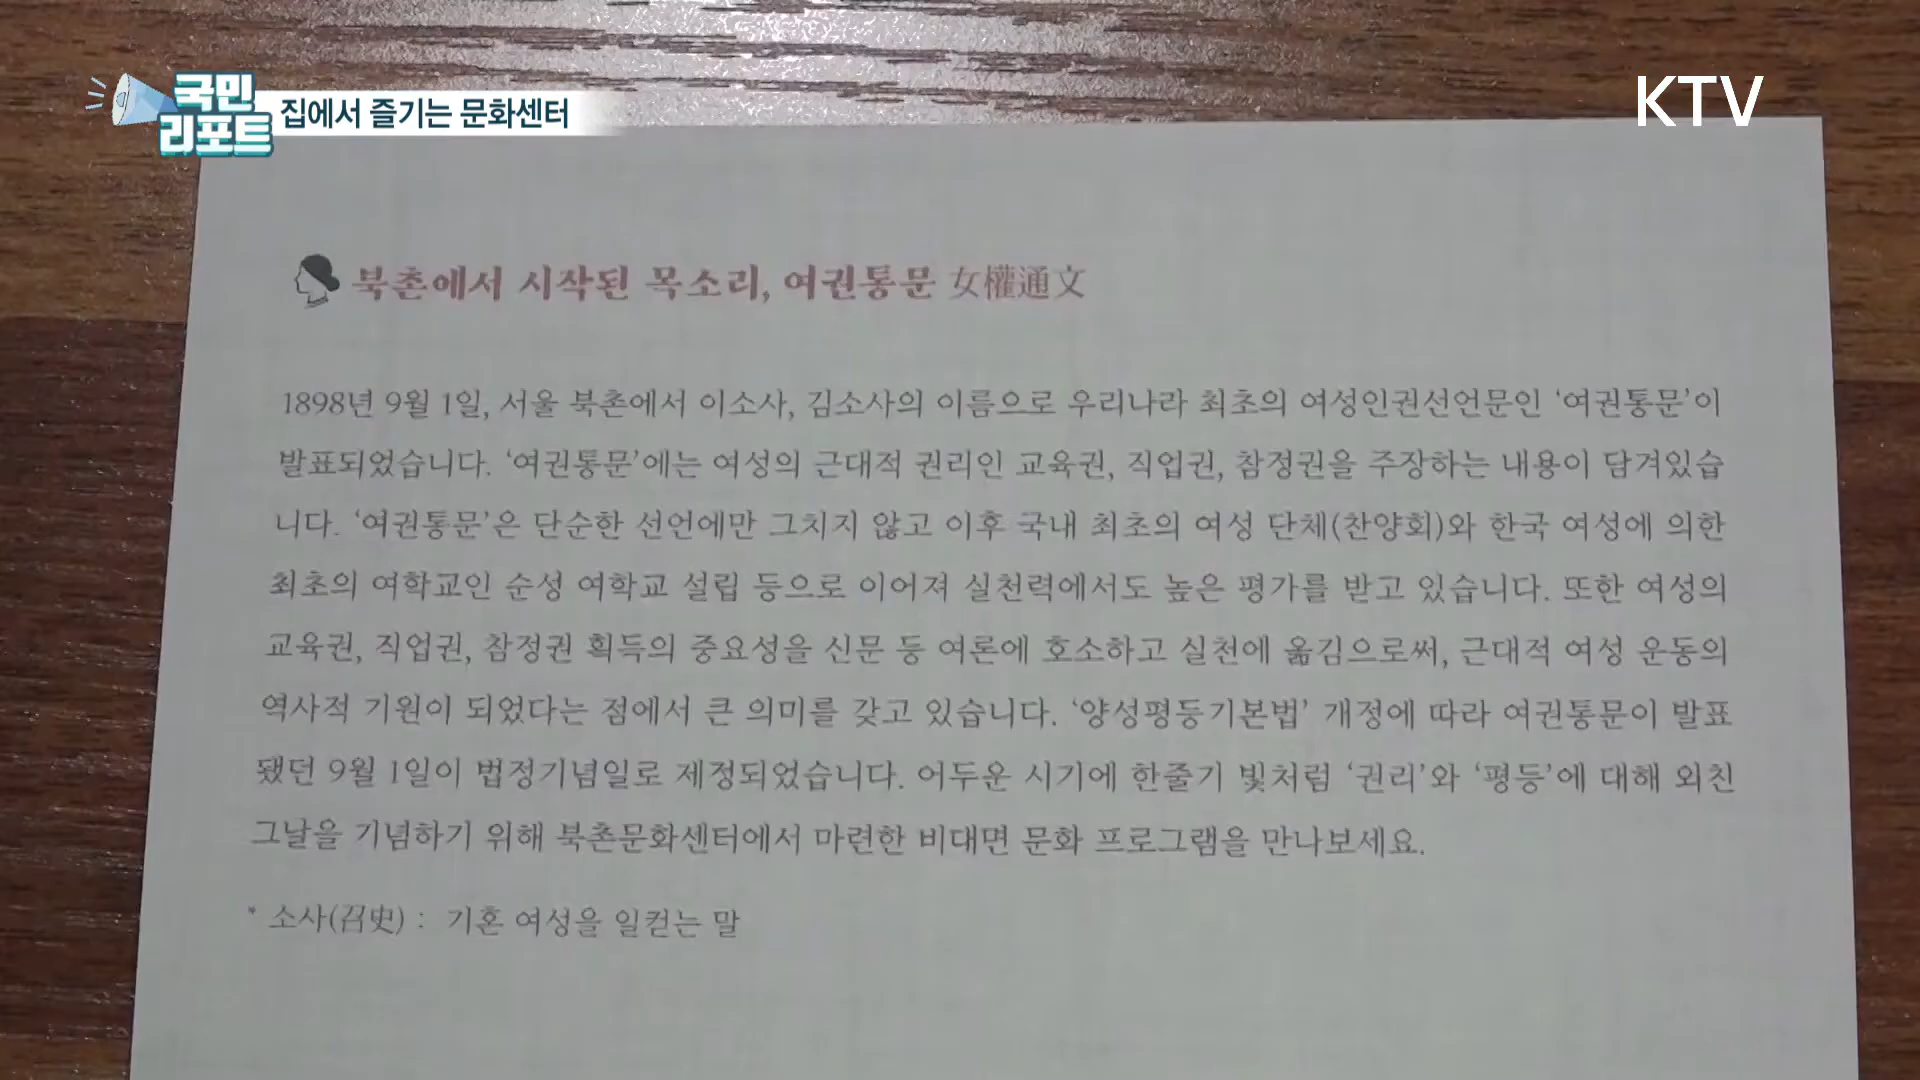 국민
리포트
집에서 즐기는 문화센터
KTV
북촌에서 시작된 목소리, 여권통문 女權通文
1898년 9월 1일, 서울 북촌에서 이소사, 김소사의 이름으로 우리나라 최초의 여성인권선언문인 ‘여권통문’이
발표되었습니다. ‘여권통문’에는 여성의 근대적 권리인 교육권, 직업권, 참정권을 주장하는 내용이 담겨있습
니다. ‘여권통문’은 단순한 선언에만 그치지 않고 이후 국내 최초의 여성 단체(찬양회)와 한국 여성에 의한
최초의 여학교인 순성 여학교 설립 등으로 이어져 실천력에서도 높은 평가를 받고 있습니다. 또한 여성의
교육권, 직업권, 참정권 획득의 중요성을 신문 등 여론에 호소하고 실천에 옮김으로써, 근대적 여성 운동의
역사적 기원이 되었다는 점에서 큰 의미를 갖고 있습니다. ‘양성평등기본법’ 개정에 따라 여권통문이 발표
됐던 9월 1일이 법정기념일로 제정되었습니다. 어두운 시기에 한줄기 빛처럼 ‘권리’와 ‘평등’에 대해 외친
그날을 기념하기 위해 북촌문화센터에서 마련한 비대면 문화 프로그램을 만나보세요.
* 소사(召史) : 기혼 여성을 일컫는 말